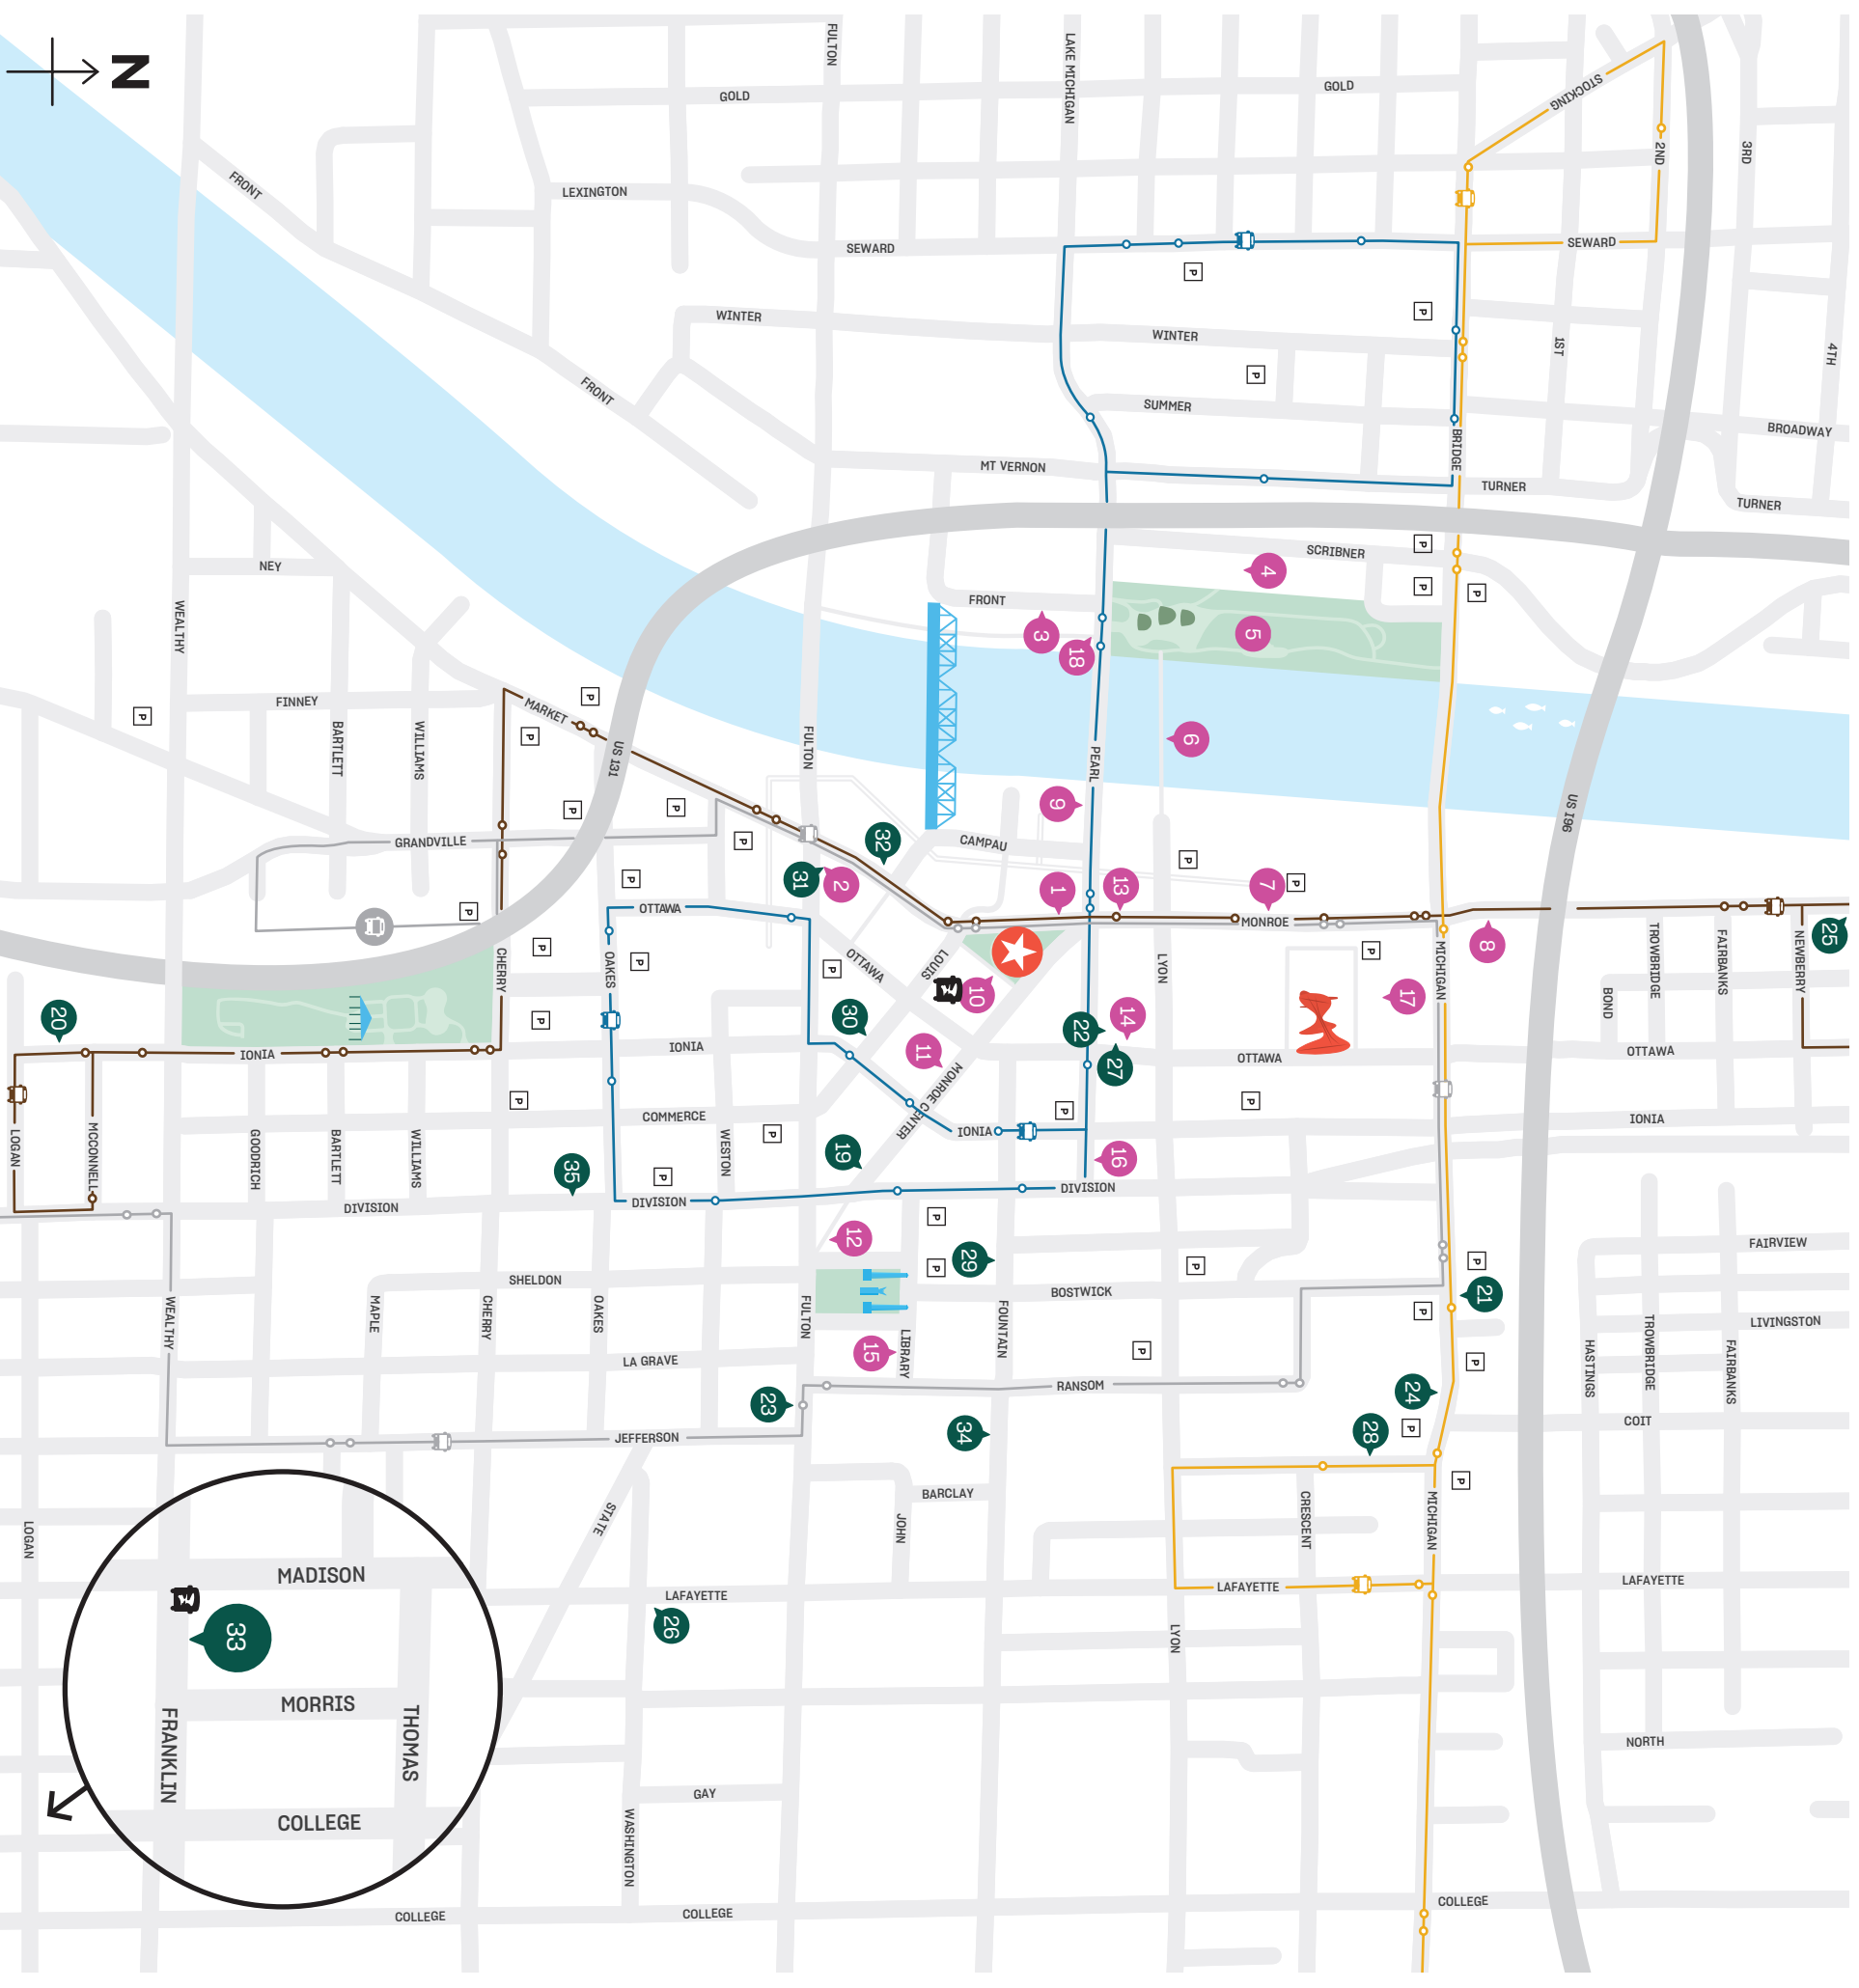 N
FULTON
LAKE MICHIGAN
GOLD
GOLD
STOCKING
2ND
3RD
FRONT
LEXINGTON
SEWARD
SEWARD
P
P
WINTER
WINTER
1ST
4TH
P
FRONT
SUMMER
BROADWAY
BRIDGE
MT VERNON
TURNER
TURNER
NEY
SCRIBNER
P
4
P
P
WEALTHY
FRONT
3
5
18
FINNEY
P
P
MARKET
P
BARTLETT
WILLIAMS
US 131
FULTON
PEARL
6
9
US 196
P
P
GRANDVILLE
P
32
CAMPAU
P
P
31
2
1
13
7
P
P
OTTAWA
P
MONROE
8
25
P
CHERRY
OAKES
P
P
OTTAWA
LOUIS
10
LYON
P
MICHIGAN
17
BOND
TROWBRIDGE
FAIRBANKS
NEWBERRY
20
P
30
14
22
IONIA
IONIA
11
27
OTTAWA
OTTAWA
MONROE CENTER
P
COMMERCE
P
P
IONIA
IONIA
LOGAN
MCCONNELL
GOODRICH
BARTLETT
WILLIAMS
WESTON
P
19
16
35
P
DIVISION
DIVISION
DIVISION
P
12
29
P
P
P
FAIRVIEW
SHELDON
BOSTWICK
21
WEALTHY
MAPLE
CHERRY
OAKES
FULTON
FOUNTAIN
P
LIVINGSTON
LIBRARY
15
LA GRAVE
P
P
HASTINGS
TROWBRIDGE
FAIRBANKS
RANSOM
24
23
COIT
P
28
34
JEFFERSON
P
BARCLAY
LOGAN
STATE
JOHN
CRESCENT
MICHIGAN
MADISON
LAFAYETTE
LAFAYETTE
LAFAYETTE
33
26
LYON
MORRIS
FRANKLIN
THOMAS
NORTH
GAY
COLLEGE
WASHINGTON
COLLEGE
COLLEGE
COLLEGE